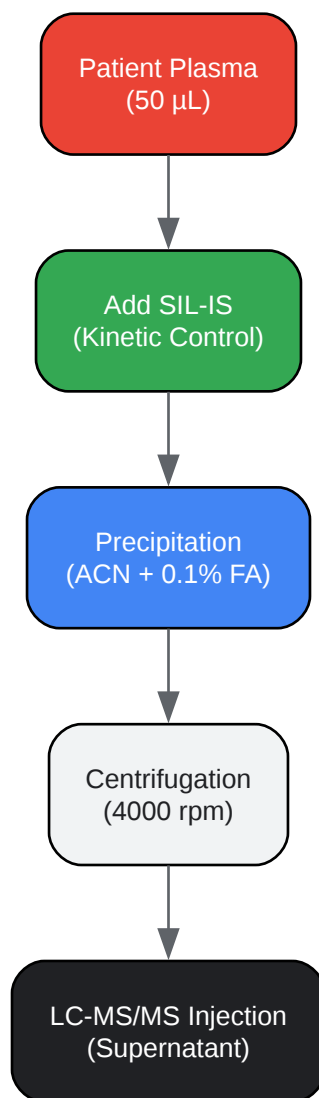 Patient Plasma
(50 µL)
Add SIL-IS
(Kinetic Control)
Precipitation
(ACN + 0.1% FA)
Centrifugation
(4000 rpm)
LC-MS/MS Injection
(Supernatant)